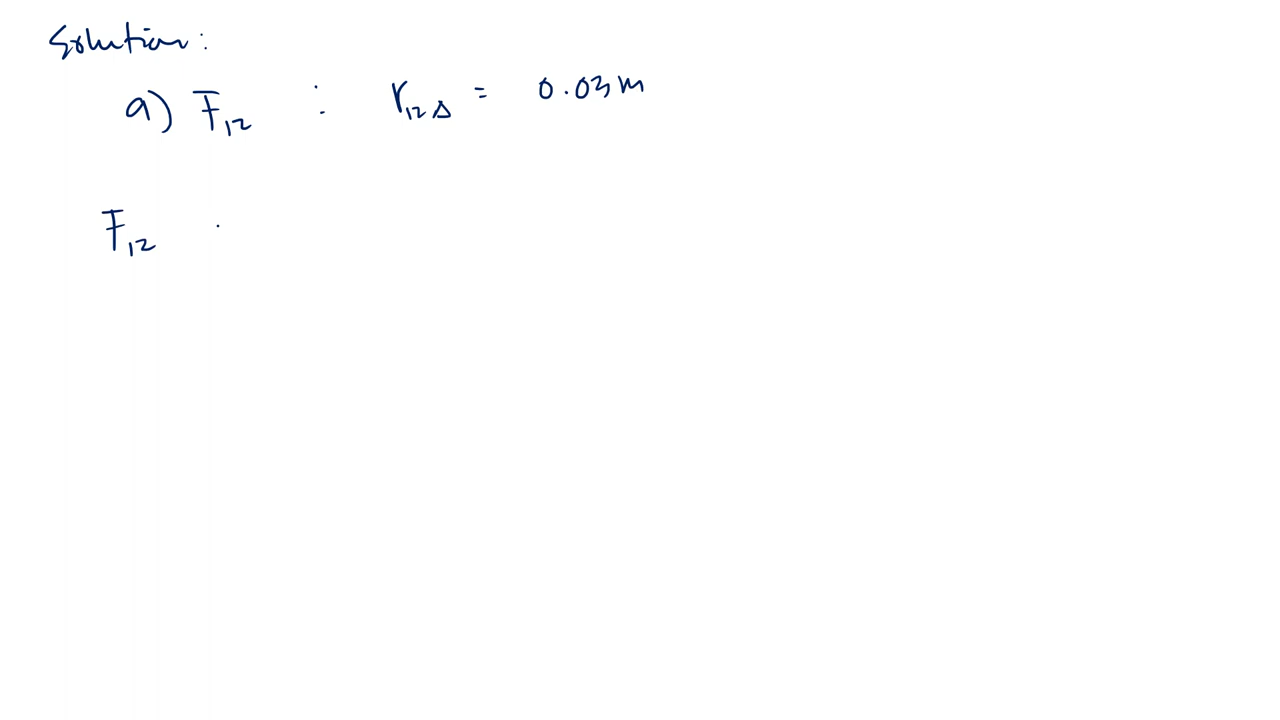 Solution:
a) F12 : r12Δ = 0.03m
F12